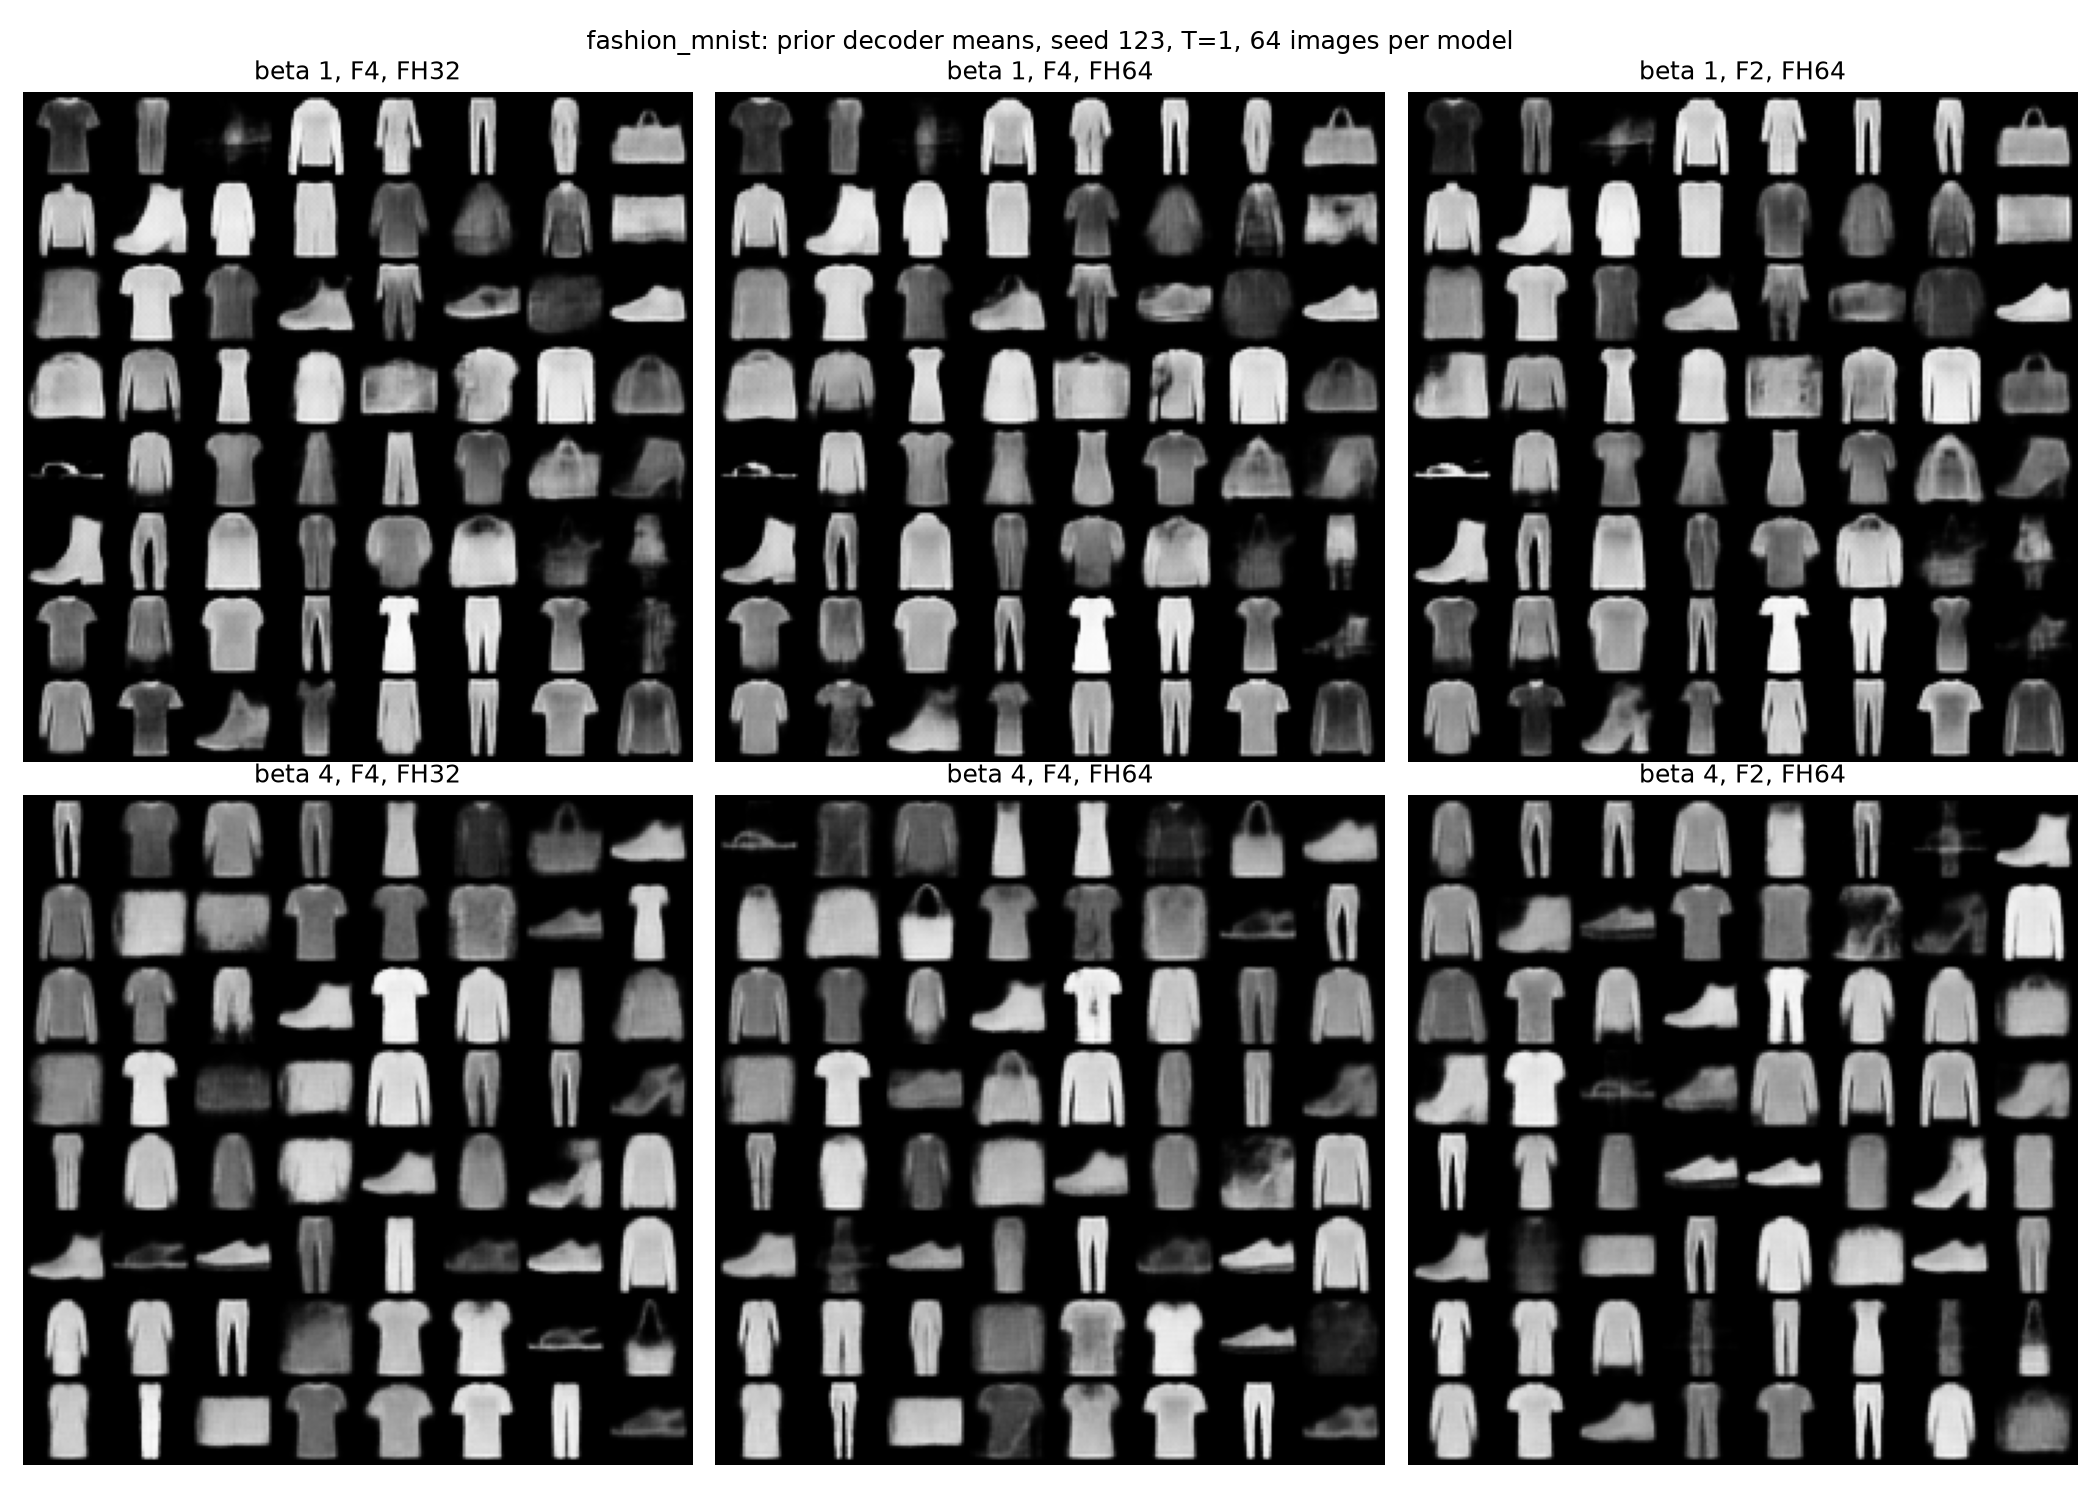 fashion_mnist: prior decoder means, seed 123, T=1, 64 images per model
beta 1, F4, FH32
beta 1, F4, FH64
beta 1, F2, FH64
beta 4, F4, FH32
beta 4, F4, FH64
beta 4, F2, FH64